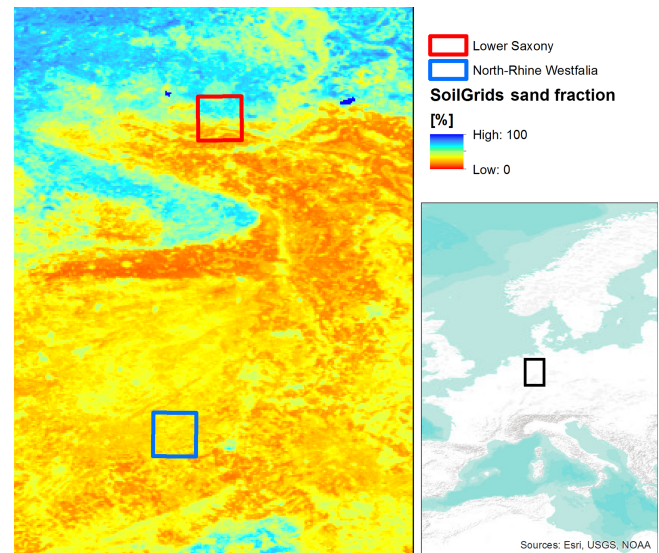 Lower Saxony
North-Rhine Westfalia
SoilGrids sand fraction
[%]
High: 100
Low: 0
Sources: Esri, USGS, NOAA